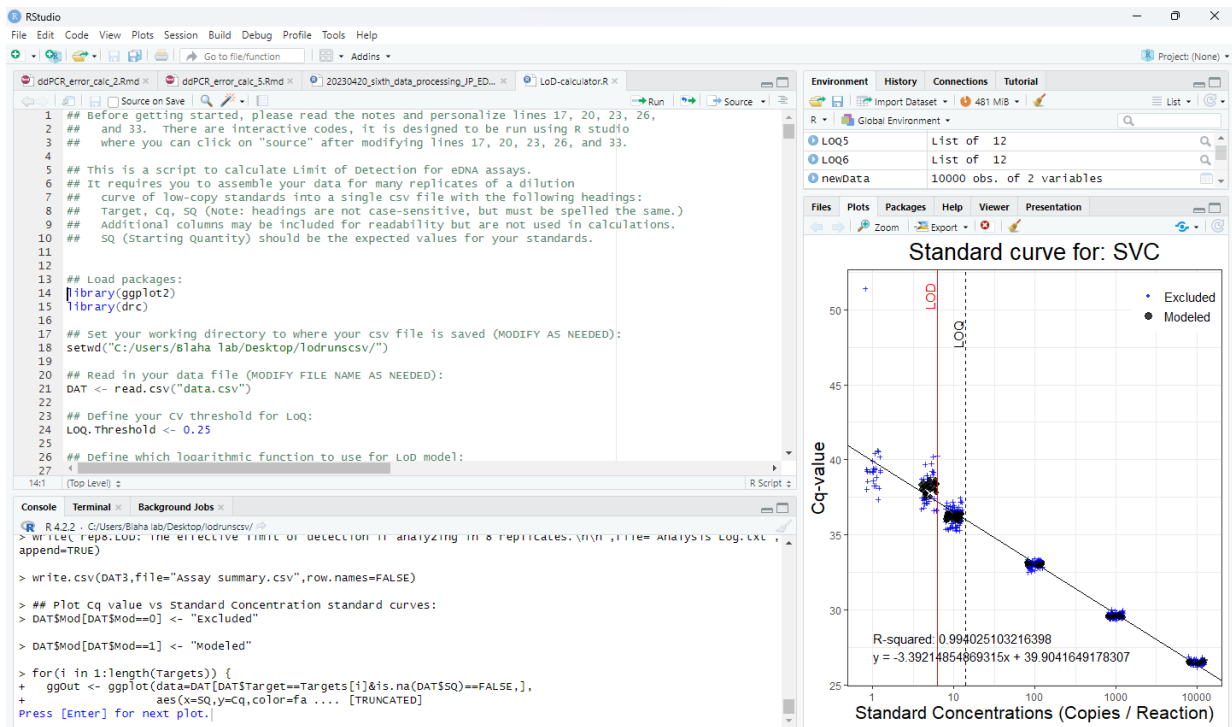 RStudio
File Edit Code View Plots Session Build Debug Profile Tools Help
Go to file/function Addins Project: (None)
ddPCR_error_calc_2.Rmd ddPCR_error_calc_5.Rmd 20230420_sixth_data_processing_JP_ED... LoD-calculator.R
Source on Save Run Source
1 ## Before getting started, please read the notes and personalize lines 17, 20, 23, 26,
2 ## and 33. There are interactive codes, it is designed to be run using R studio
3 ## where you can click on "source" after modifying lines 17, 20, 23, 26, and 33.
4
5 ## This is a script to calculate Limit of Detection for eDNA assays.
6 ## It requires you to assemble your data for many replicates of a dilution
7 ## curve of low-copy standards into a single csv file with the following headings:
8 ## Target, Cq, SQ (Note: headings are not case-sensitive, but must be spelled the same.)
9 ## Additional columns may be included for readability but are not used in calculations.
10 ## SQ (Starting Quantity) should be the expected values for your standards.
11
12
13 ## Load packages:
14 library(ggplot2)
15 library(drc)
16
17 ## Set your working directory to where your csv file is saved (MODIFY AS NEEDED):
18 setwd("C:/Users/Blaha lab/Desktop/lodrunscsv/")
19
20 ## Read in your data file (MODIFY FILE NAME AS NEEDED):
21 DAT <- read.csv("data.csv")
22
23 ## Define your CV threshold for LoQ:
24 LOQ.Threshold <- 0.25
25
26 ## Define which logarithmic function to use for LoD model:
27
14:1 (Top Level) R Script
Console Terminal Background Jobs
R 4.2.2 · C:/Users/Blaha lab/Desktop/lodrunscsv/
> write("rep8.LOD: The effective limit of detection if analyzing in 8 replicates.\n\n",file="Analysis Log.txt",
append=TRUE)
> write.csv(DAT3,file="Assay summary.csv",row.names=FALSE)
> ## Plot Cq value vs Standard Concentration standard curves:
> DAT$Mod[DAT$Mod==0] <- "Excluded"
> DAT$Mod[DAT$Mod==1] <- "Modeled"
> for(i in 1:length(Targets)) {
+ ggOut <- ggplot(data=DAT[DAT$Target==Targets[i]&is.na(DAT$SQ)==FALSE,],
+ aes(x=SQ,y=Cq,color=fa .... [TRUNCATED]
Press [Enter] for next plot.
Environment History Connections Tutorial
Import Dataset 481 MiB List
R Global Environment
LOQ5 List of 12
LOQ6 List of 12
newData 10000 obs. of 2 variables
Files Plots Packages Help Viewer Presentation
Zoom Export
Standard curve for: SVC
LOD
LOQ
Excluded
Modeled
Cq-value
50
45
40
35
30
25
R-squared: 0.994025103216398
y = -3.39214854869315x + 39.9041649178307
1 10 100 1000 10000
Standard Concentrations (Copies / Reaction)